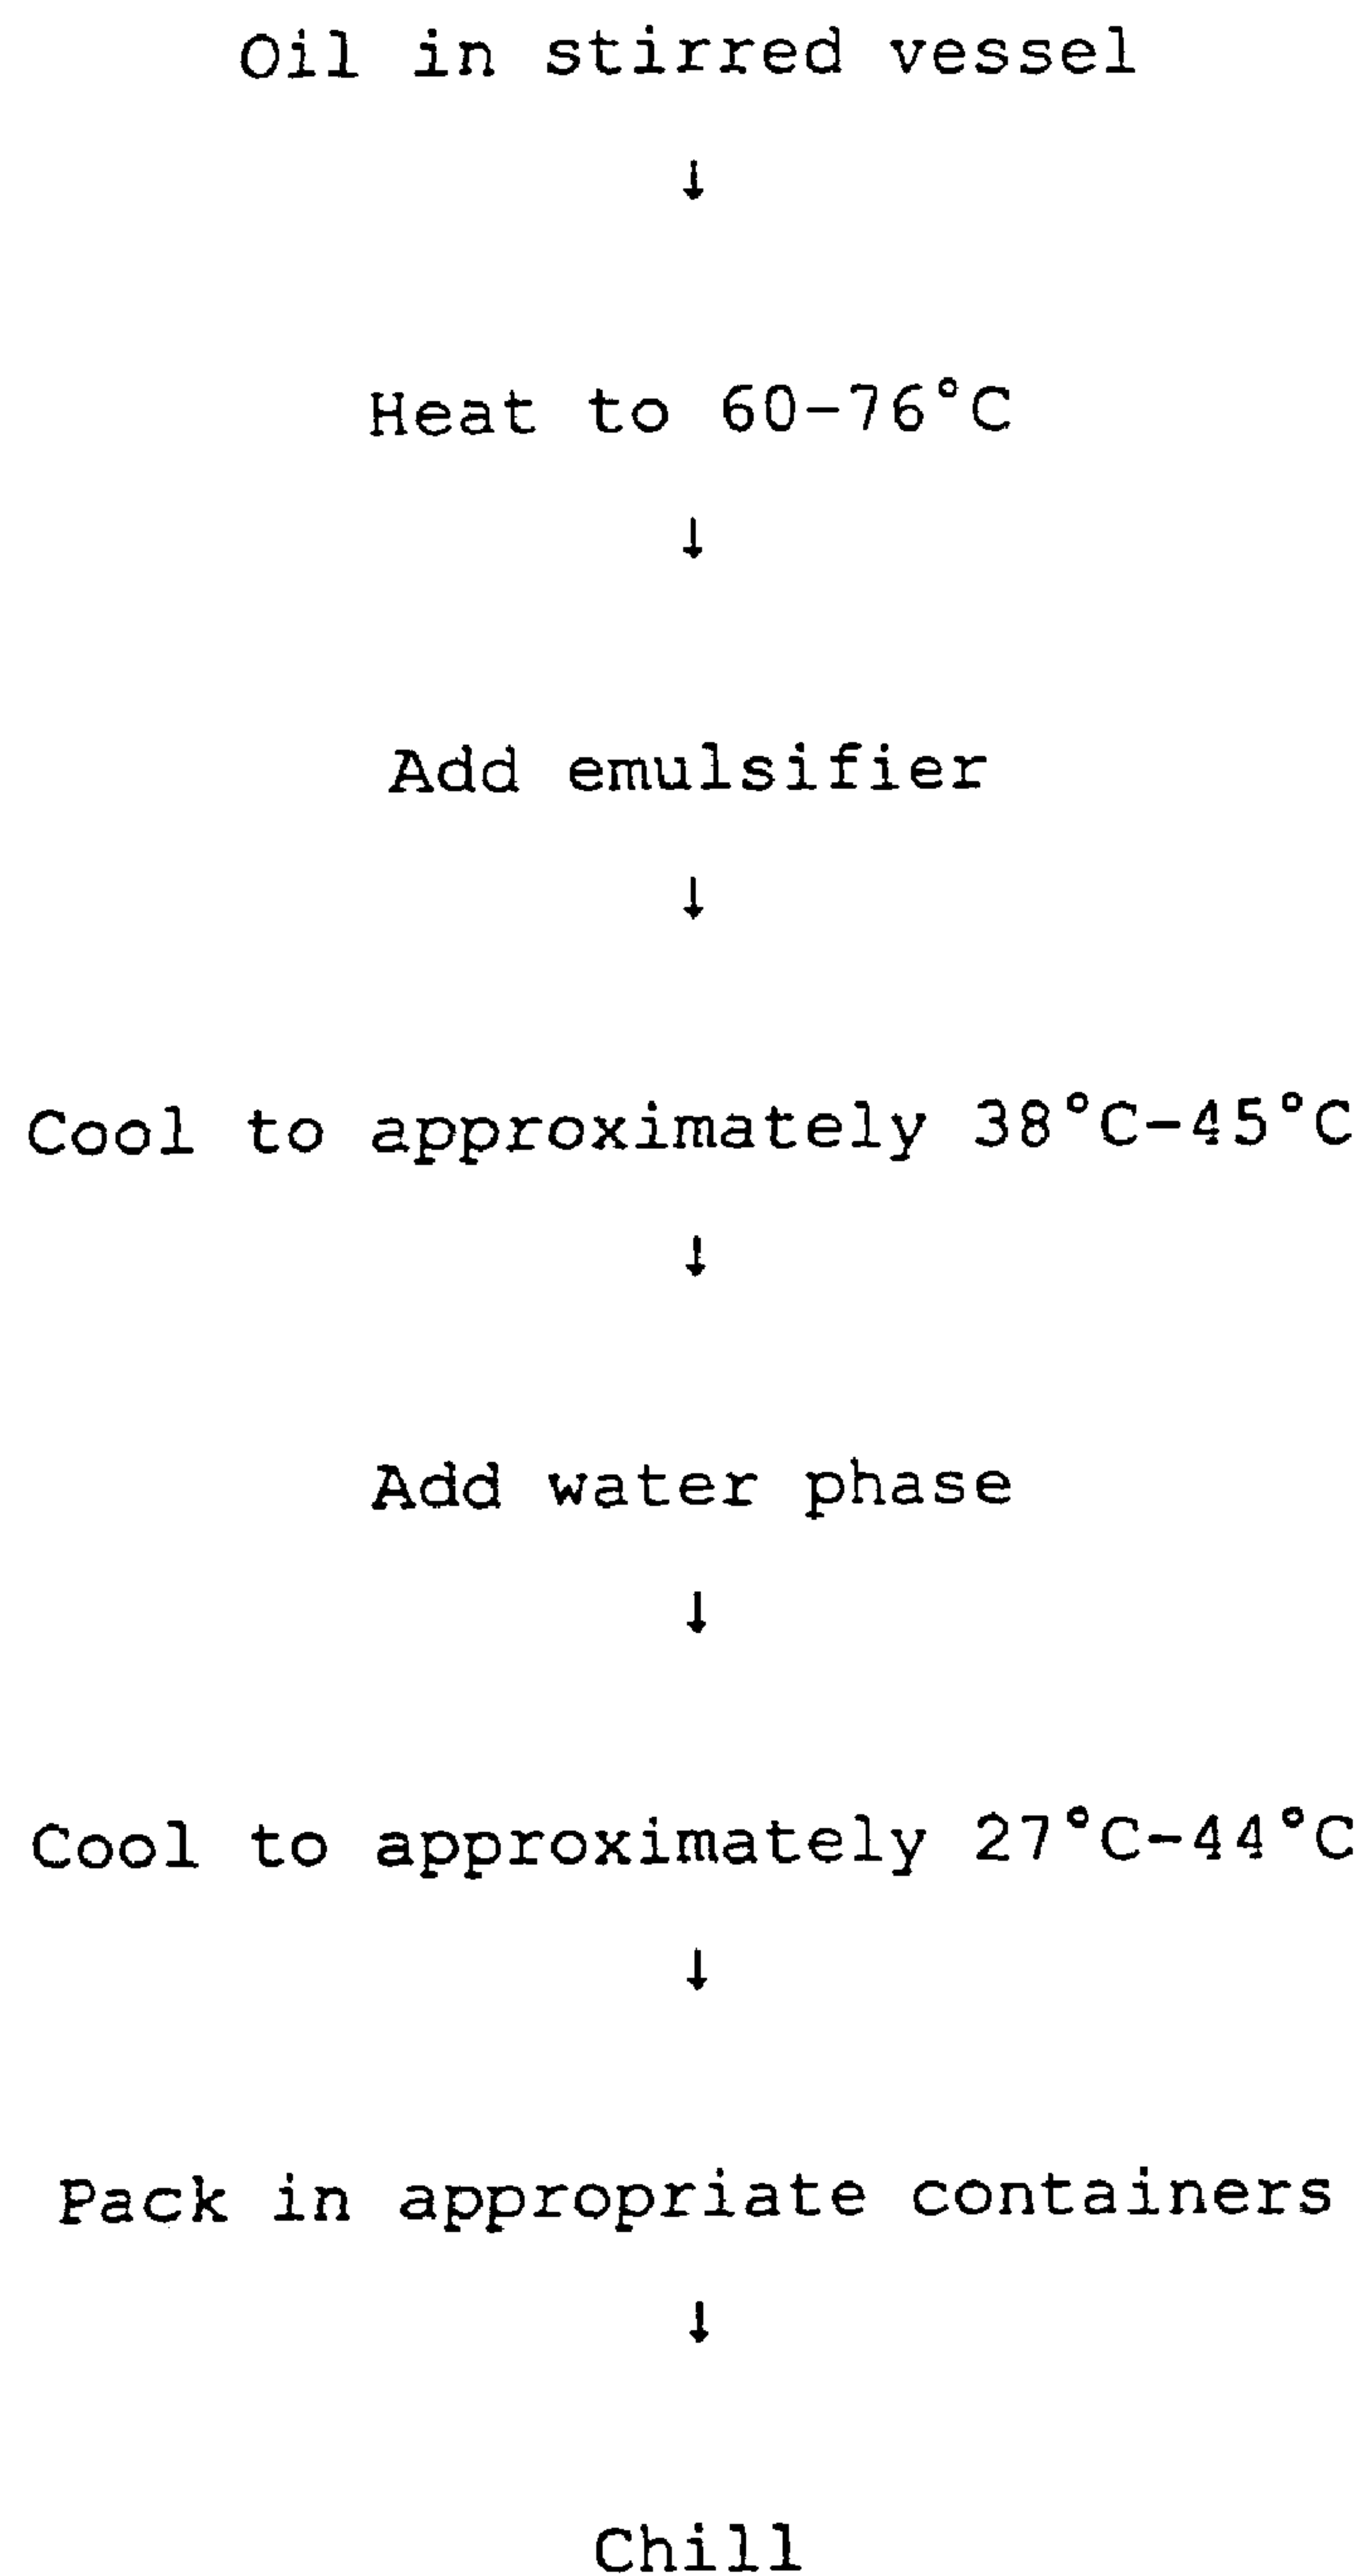 Oil in stirred vessel
↓
Heat to 60-76°C
↓
Add emulsifier
↓
Cool to approximately 38°C-45°C
↓
Add water phase
↓
Cool to approximately 27°C-44°C
↓
Pack in appropriate containers
↓
Chill